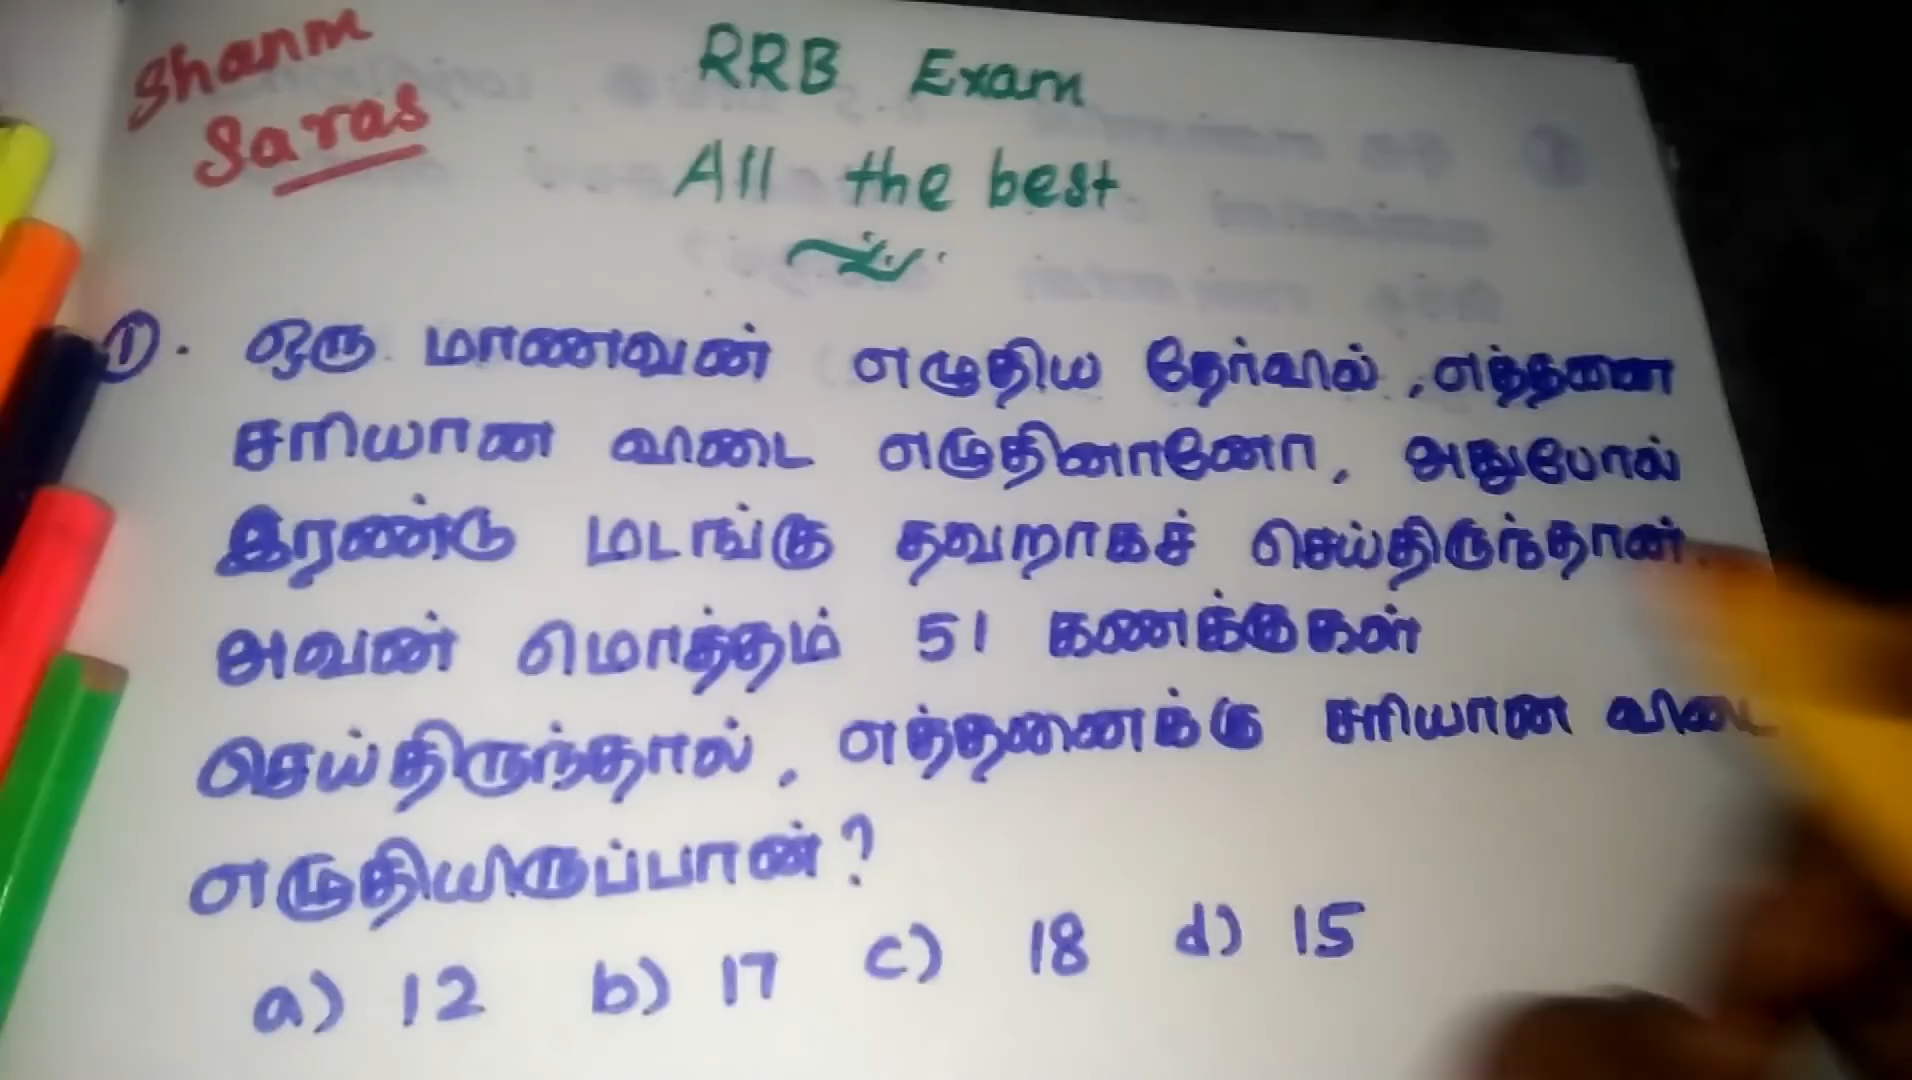 Shanm
Saras
RRB Exam
All the best
①. ஒரு மாணவன் எழுதிய தேர்வில், எத்தனை
சரியான விடை எழுதினானோ, அதுபோல்
இரண்டு மடங்கு தவறாகச் செய்திருந்தான்.
அவன் மொத்தம் 51 கணக்குகள்
செய்திருந்தால், எத்தனைக்கு சரியான விடை
எழுதியிருப்பான்?
a) 12 b) 17 c) 18 d) 15